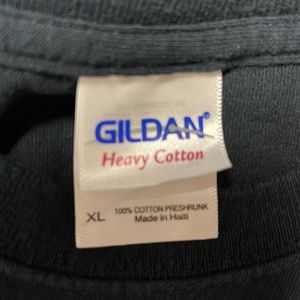 GILDAN®
Heavy Cotton
XL 100% COTTON PRESHRUNK
Made in Haiti